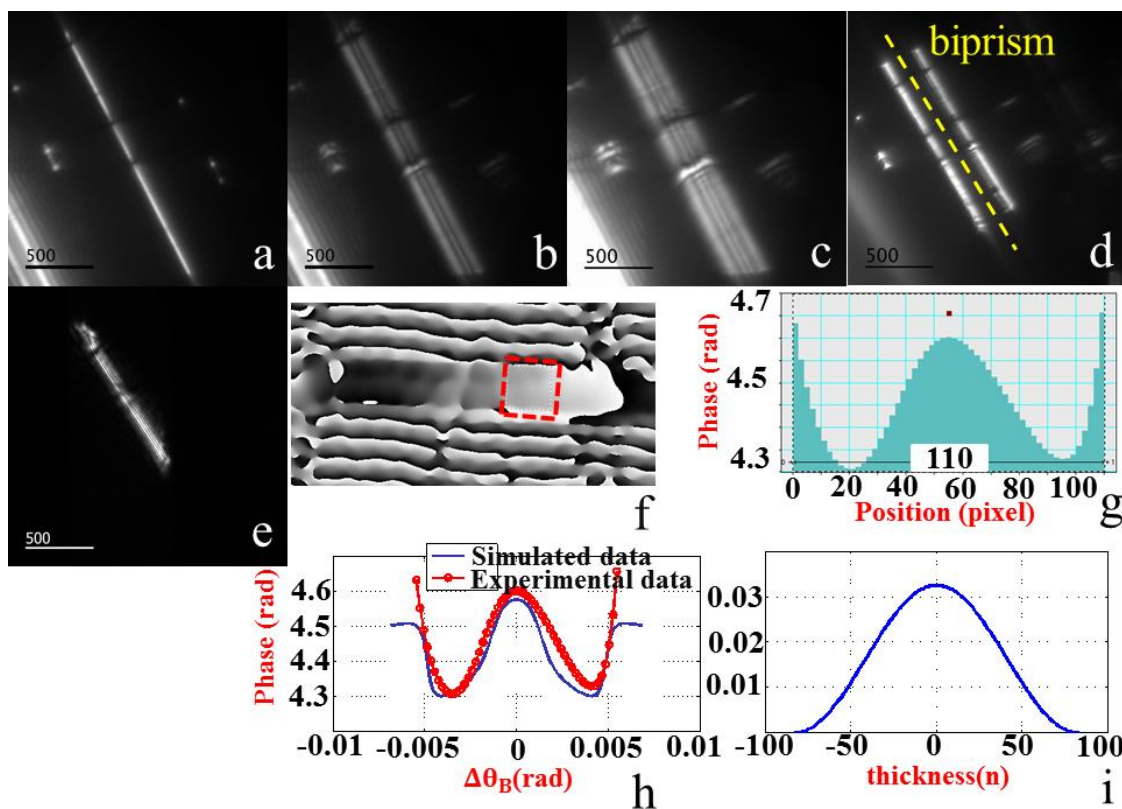 500
a
500
b
500
c
biprism
500
d
500
e
f
4.7
4.5
4.3
Phase (rad)
110
0 20 40 60 80 100
Position (pixel)
g
Simulated data
Experimental data
4.6
4.5
4.4
4.3
Phase (rad)
-0.01 -0.005 0 0.005 0.01
ΔθB(rad)
h
0.03
0.02
0.01
-100 -50 0 50 100
thickness(n)
i